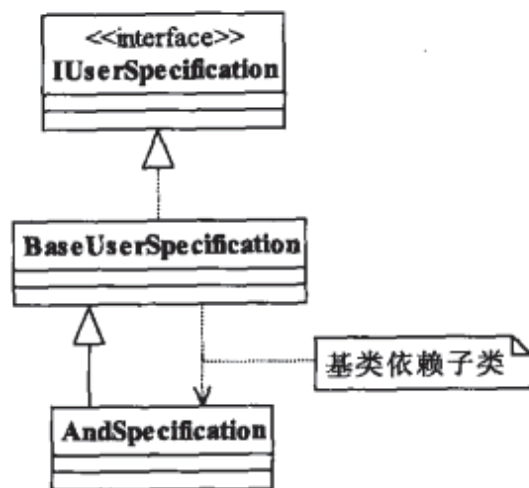 <<interface>>
IUserSpecification
BaseUserSpecification
基类依赖子类
AndSpecification